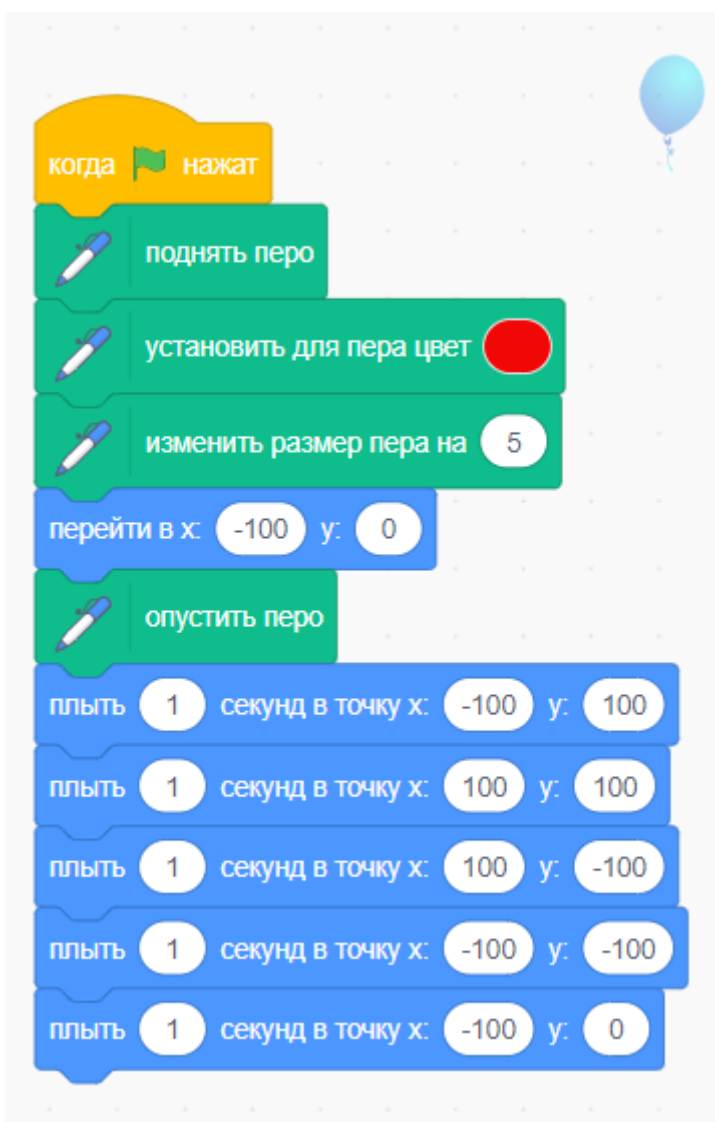 когда нажат
поднять перо
установить для пера цвет
изменить размер пера на 5
перейти в x: -100 y: 0
опустить перо
плыть 1 секунд в точку x: -100 y: 100
плыть 1 секунд в точку x: 100 y: 100
плыть 1 секунд в точку x: 100 y: -100
плыть 1 секунд в точку x: -100 y: -100
плыть 1 секунд в точку x: -100 y: 0